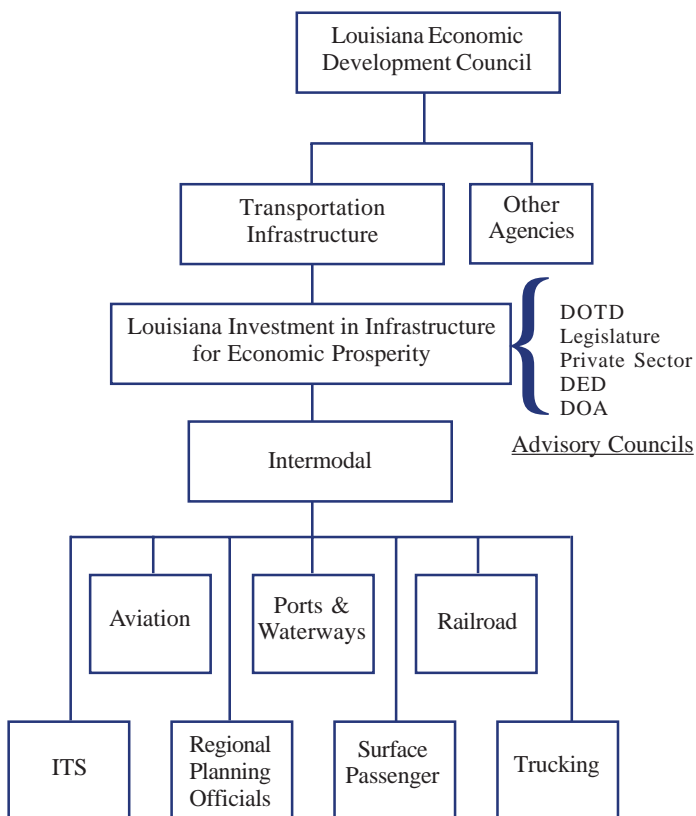 Louisiana Economic
Development Council
Transportation
Infrastructure
Other
Agencies
Louisiana Investment in Infrastructure
for Economic Prosperity
DOTD
Legislature
Private Sector
DED
DOA
Advisory Councils
Intermodal
Aviation
Ports &
Waterways
Railroad
ITS
Regional
Planning
Officials
Surface
Passenger
Trucking